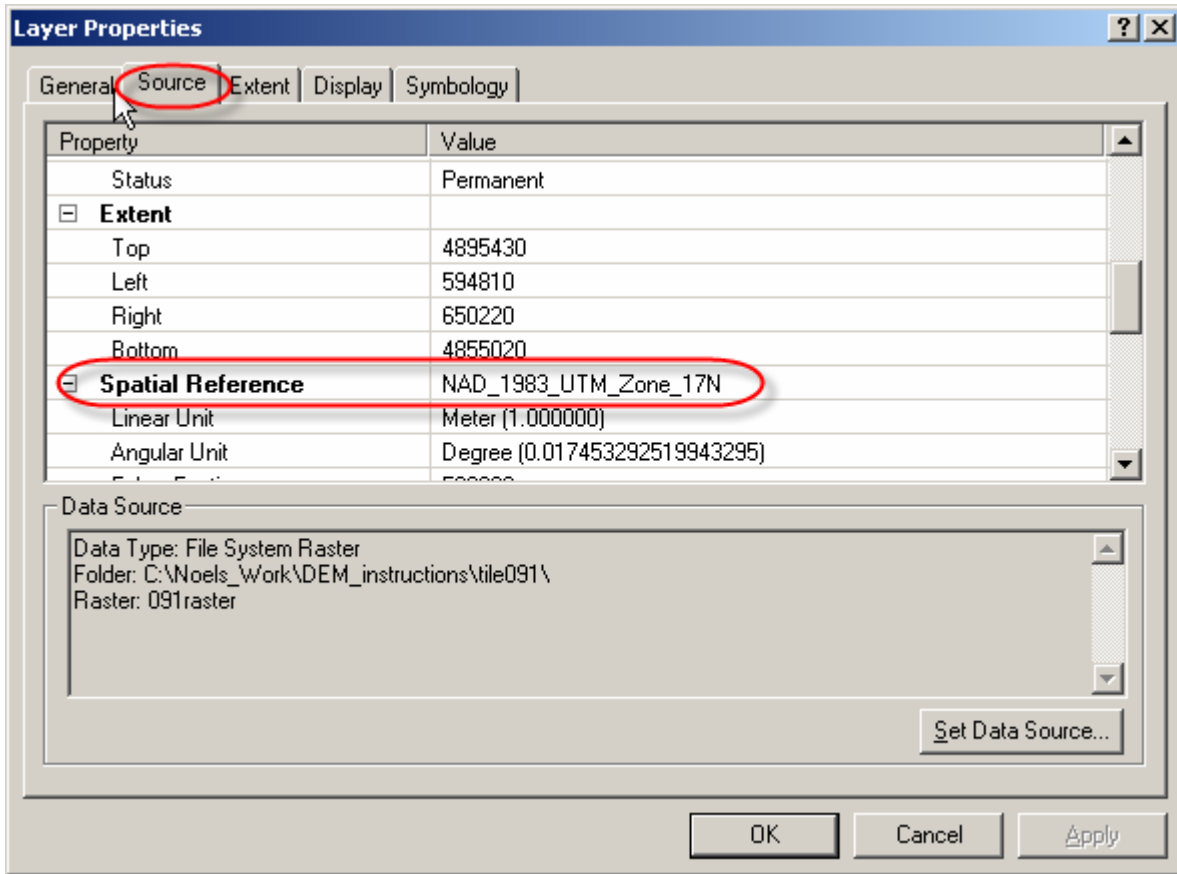 Layer Properties
General Source Extent Display Symbology
Property Value
Status Permanent
Extent
Top 4895430
Left 594810
Right 650220
Bottom 4855020
Spatial Reference NAD_1983_UTM_Zone_17N
Linear Unit Meter (1.000000)
Angular Unit Degree (0.017453292519943295)
Data Source
Data Type: File System Raster
Folder: C:\Noels_Work\DEM_instructions\tile091\
Raster: 091raster
Set Data Source...
OK Cancel Apply